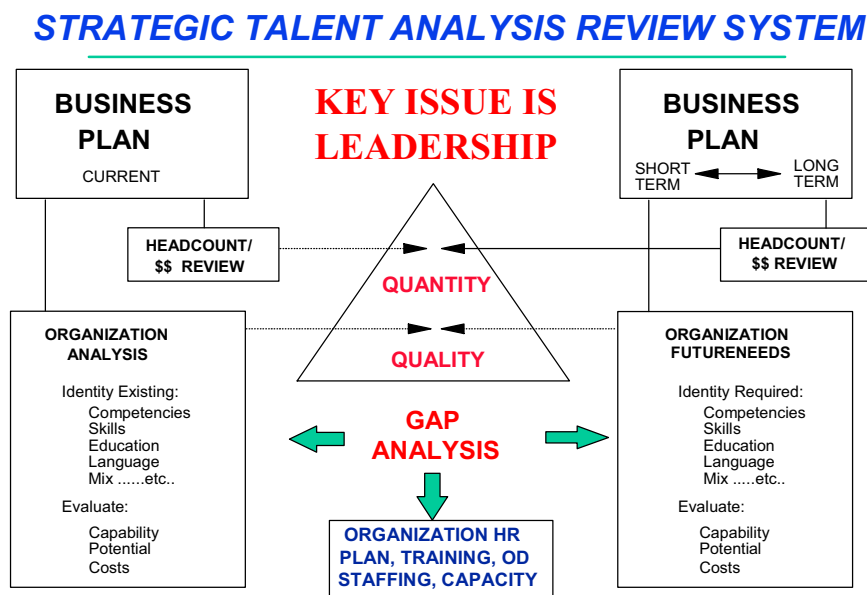 STRATEGIC TALENT ANALYSIS REVIEW SYSTEM
BUSINESS
PLAN
CURRENT
KEY ISSUE IS
LEADERSHIP
BUSINESS
PLAN
SHORT
TERM
LONG
TERM
HEADCOUNT/
$$ REVIEW
HEADCOUNT/
$$ REVIEW
QUANTITY
QUALITY
ORGANIZATION
ANALYSIS
Identity Existing:
Competencies
Skills
Education
Language
Mix ......etc..
Evaluate:
Capability
Potential
Costs
GAP
ANALYSIS
ORGANIZATION HR
PLAN, TRAINING, OD
STAFFING, CAPACITY
ORGANIZATION
FUTURENEEDS
Identity Required:
Competencies
Skills
Education
Language
Mix .....etc..
Evaluate:
Capability
Potential
Costs